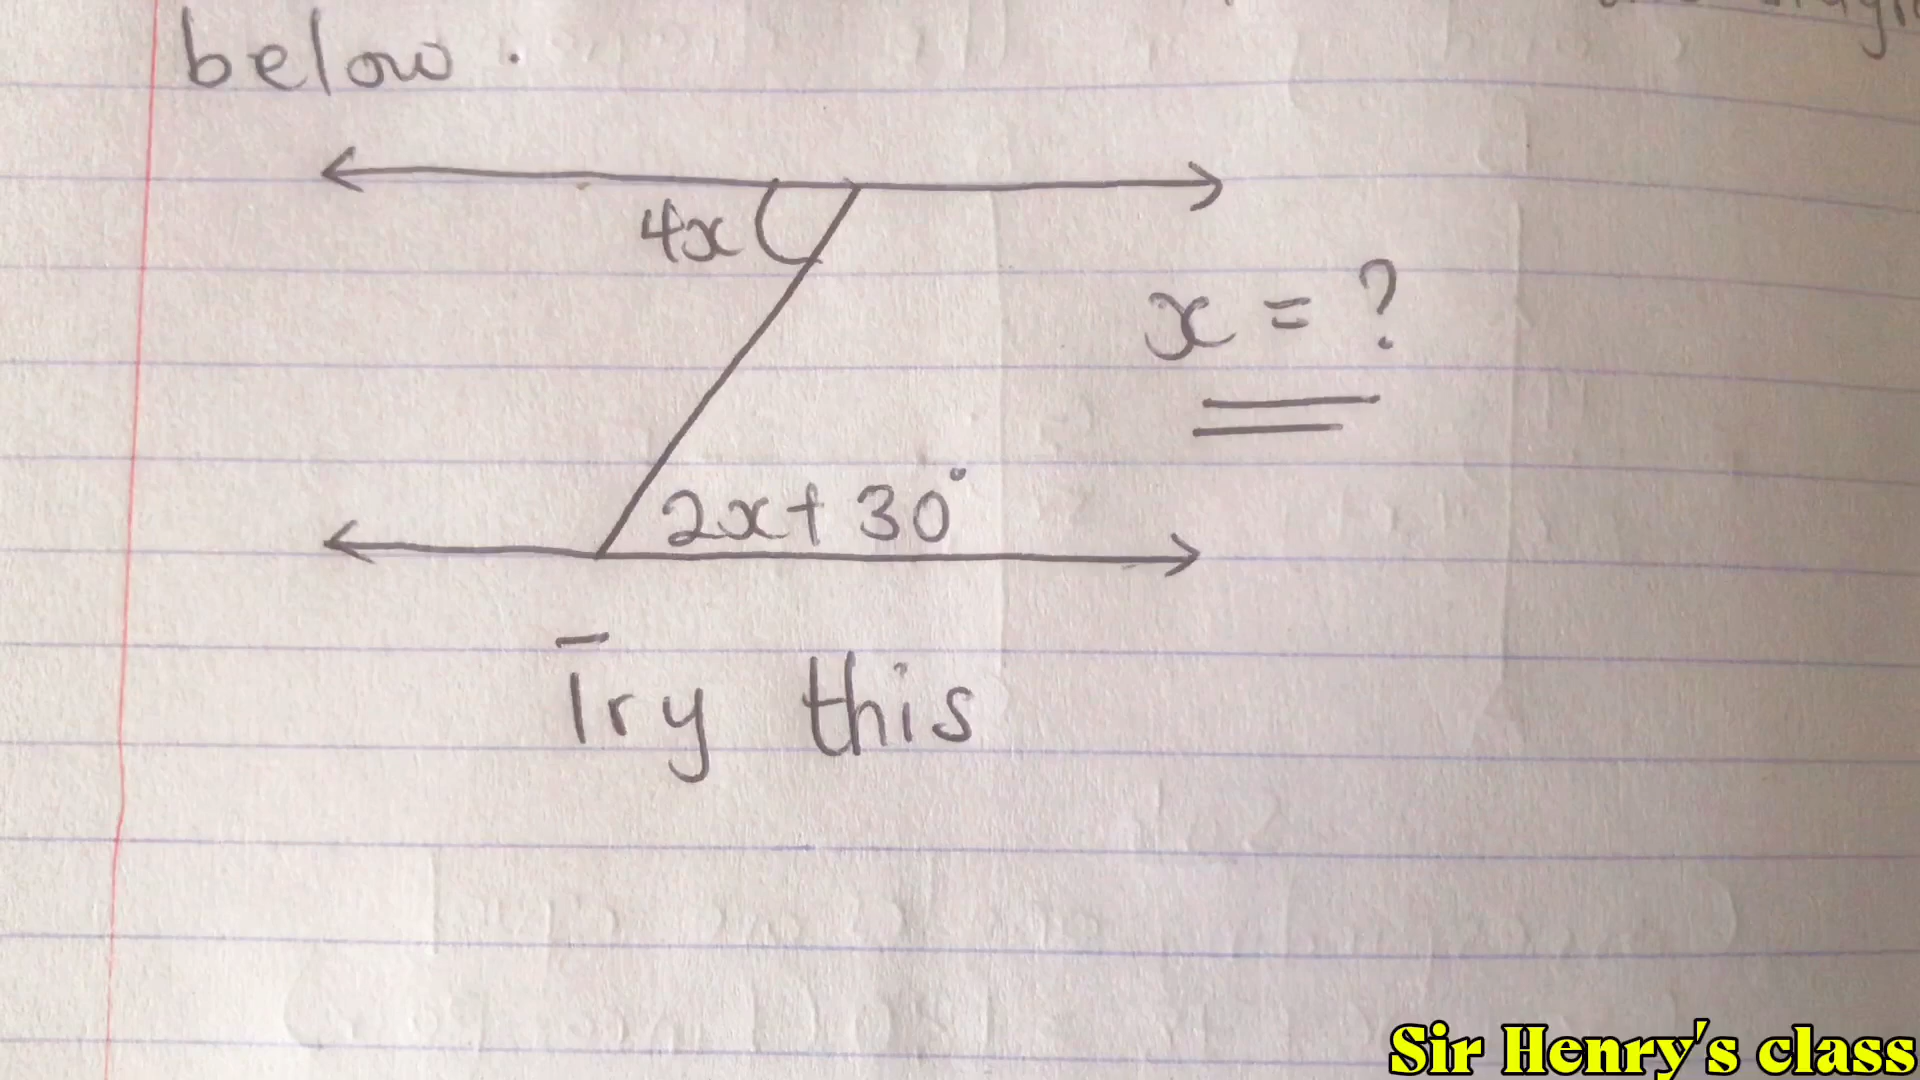 below.
4x
x = ?
2x + 30°
Try this
Sir Henry's class